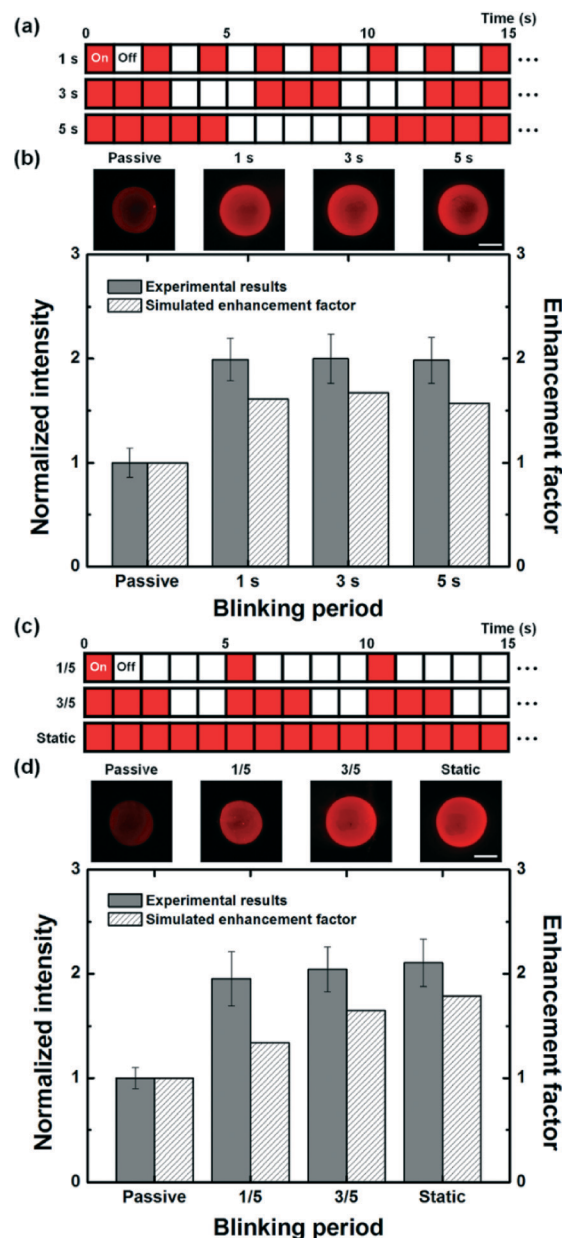 (a)
Time (s)
0 5 10 15
1 s On Off ...
3 s ...
5 s ...
(b)
Passive 1 s 3 s 5 s
3 3
Experimental results
Simulated enhancement factor
2 2
1 1
0 0
Normalized intensity
Enhancement factor
Passive 1 s 3 s 5 s
Blinking period
(c)
Time (s)
0 5 10 15
1/5 On Off ...
3/5 ...
Static ...
(d)
Passive 1/5 3/5 Static
3 3
Experimental results
Simulated enhancement factor
2 2
1 1
0 0
Normalized intensity
Enhancement factor
Passive 1/5 3/5 Static
Blinking period